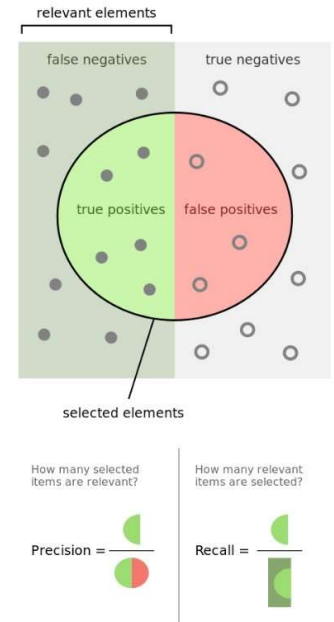 relevant elements
false negatives
true negatives
true positives
false positives
selected elements
How many selected
items are relevant?
Precision =
How many relevant
items are selected?
Recall =